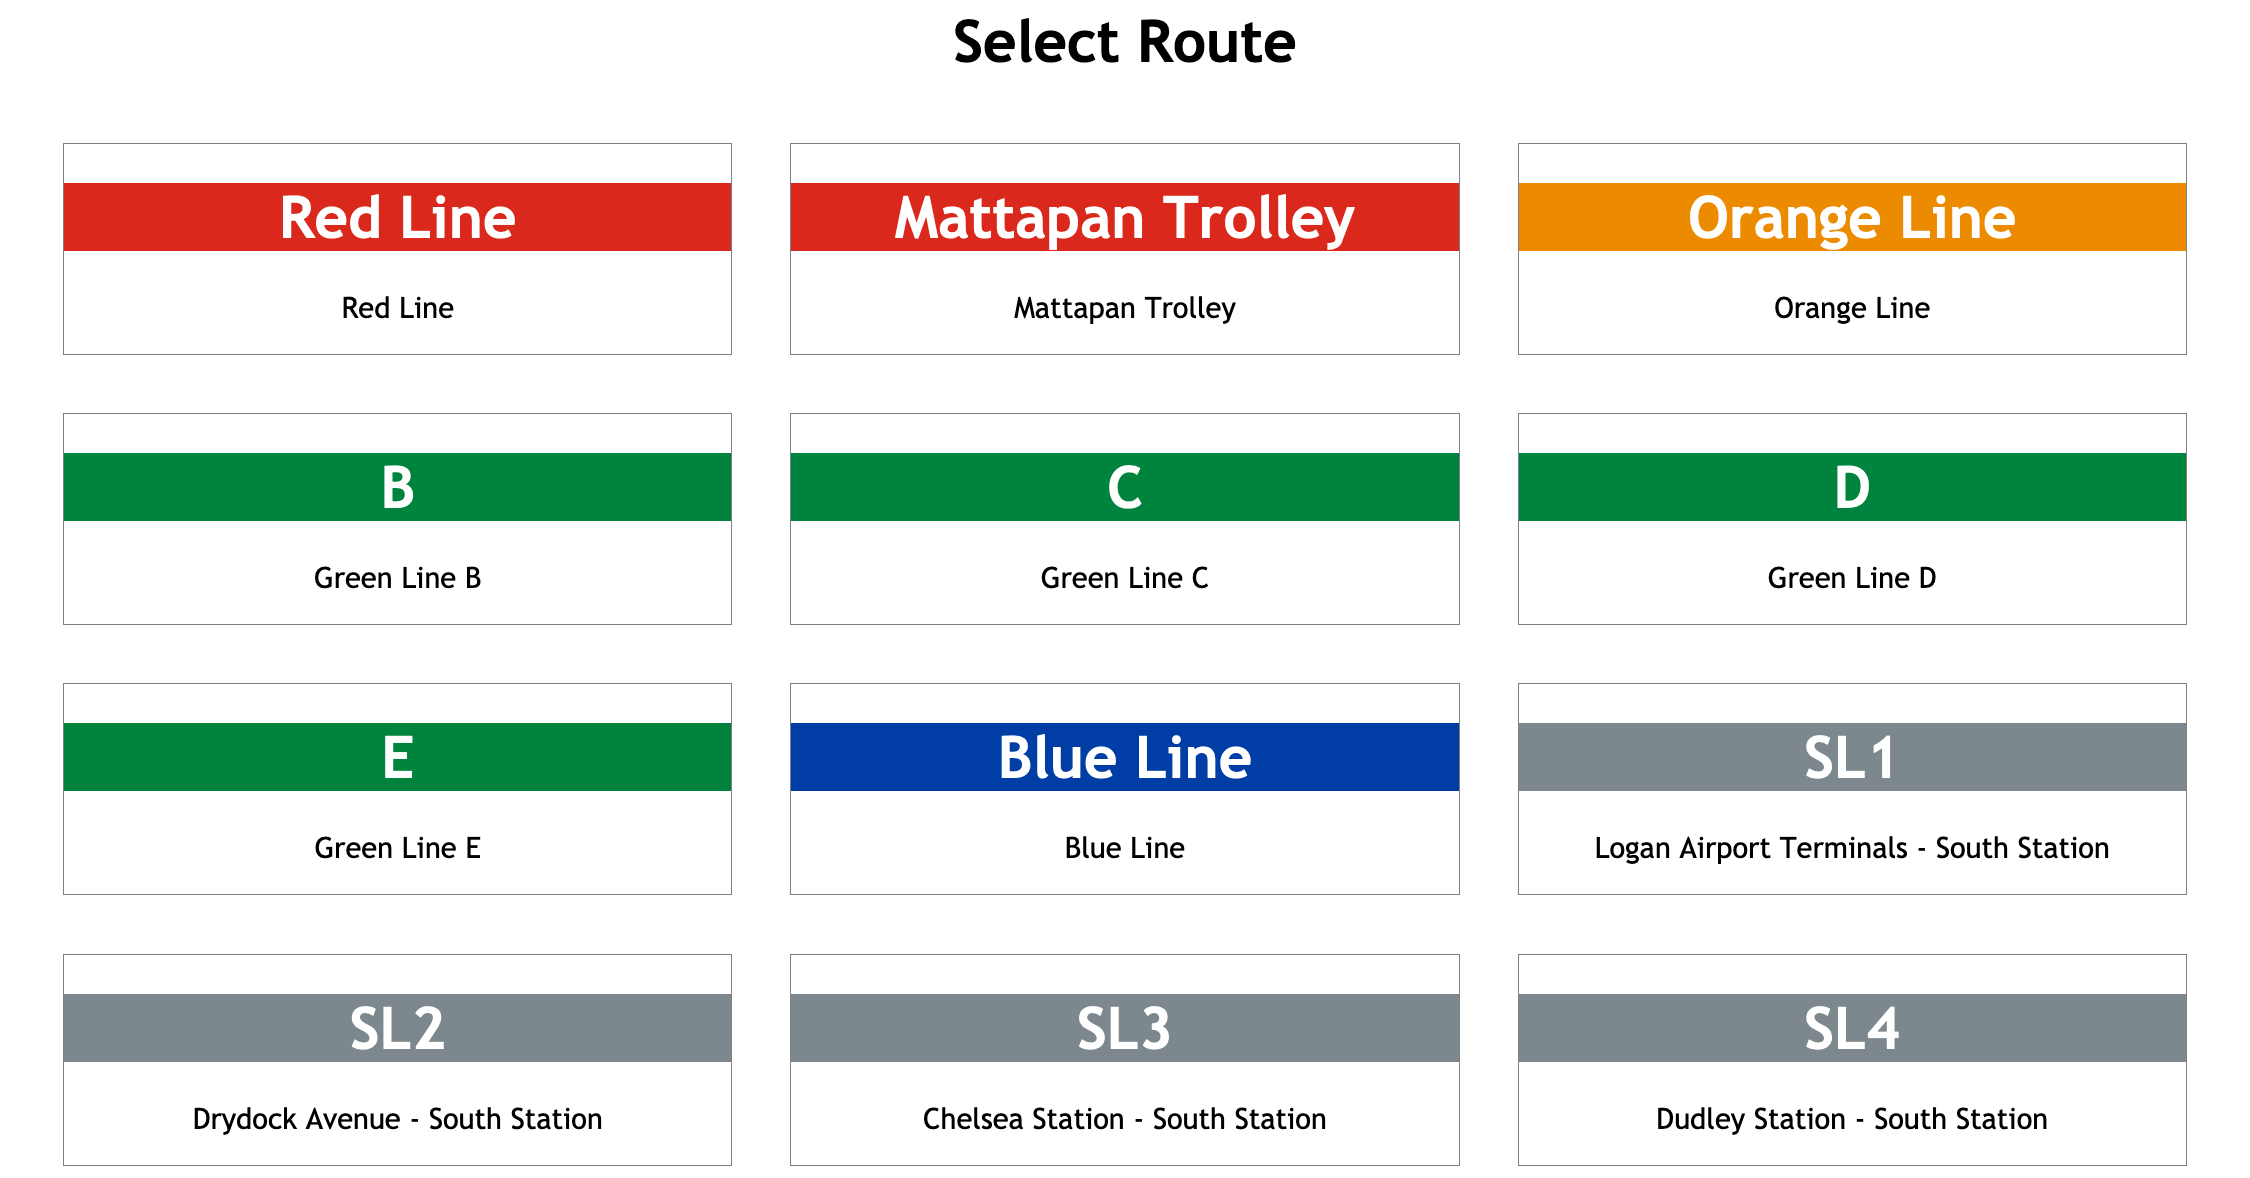 Select Route
Red Line
Red Line
Mattapan Trolley
Mattapan Trolley
Orange Line
Orange Line
B
Green Line B
C
Green Line C
D
Green Line D
E
Green Line E
Blue Line
Blue Line
SL1
Logan Airport Terminals - South Station
SL2
Drydock Avenue - South Station
SL3
Chelsea Station - South Station
SL4
Dudley Station - South Station